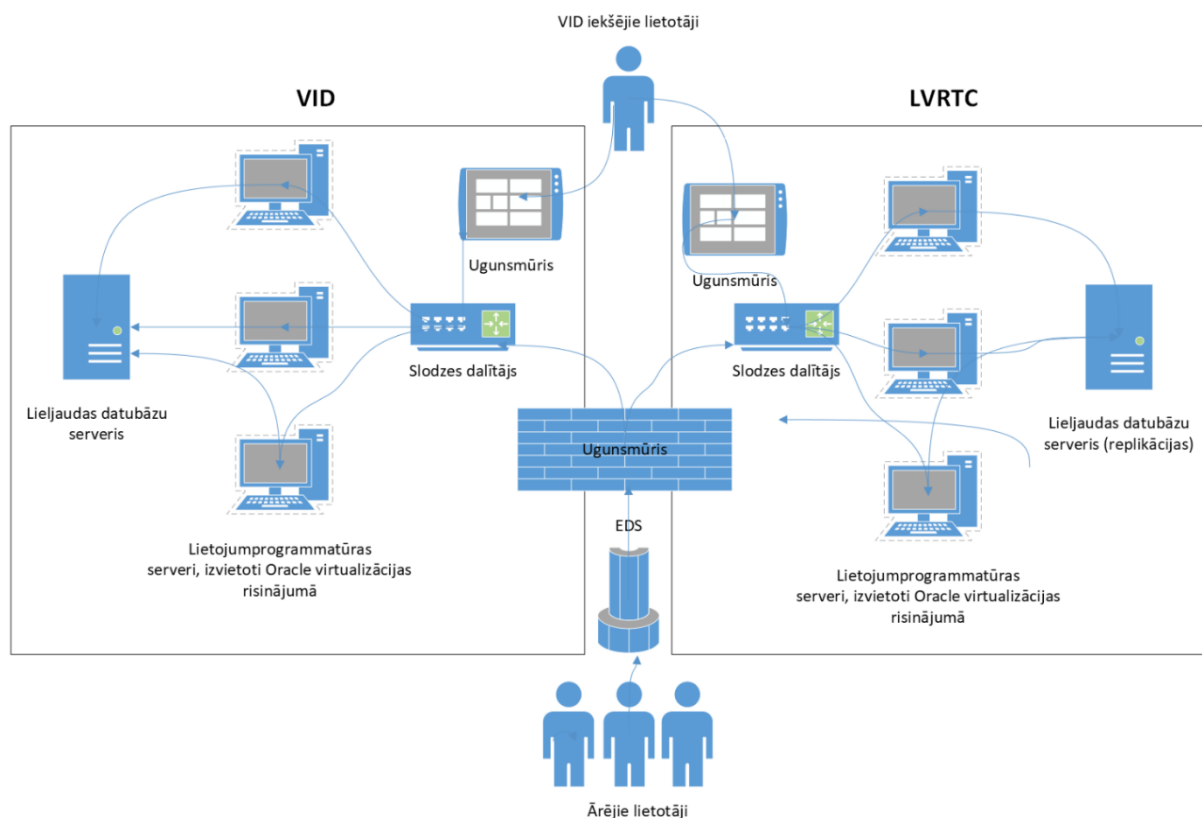 VID iekšējie lietotāji
VID
LVRTC
Ugunsmūris
Ugunsmūris
Slodzes dalītājs
Slodzes dalītājs
Lieljaudas datubāzu
serveris
Lieljaudas datubāzu
serveris (replikācijas)
Ugunsmūris
EDS
Lietojumprogrammatūras
serveri, izvietoti Oracle virtualizācijas
risinājumā
Lietojumprogrammatūras
serveri, izvietoti Oracle virtualizācijas
risinājumā
Ārējie lietotāji